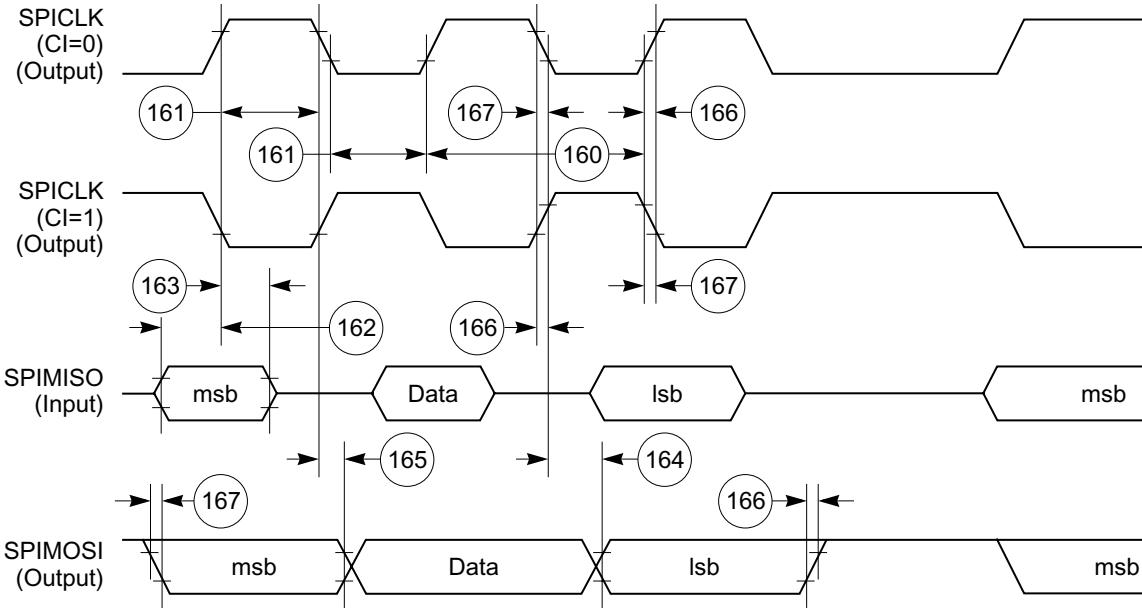 SPICLK
(CI=0)
(Output)
161
167
166
161
160
SPICLK
(CI=1)
(Output)
163
167
162
166
SPIMISO
(Input)
msb
Data
lsb
msb
165
164
167
166
SPIMOSI
(Output)
msb
Data
lsb
msb